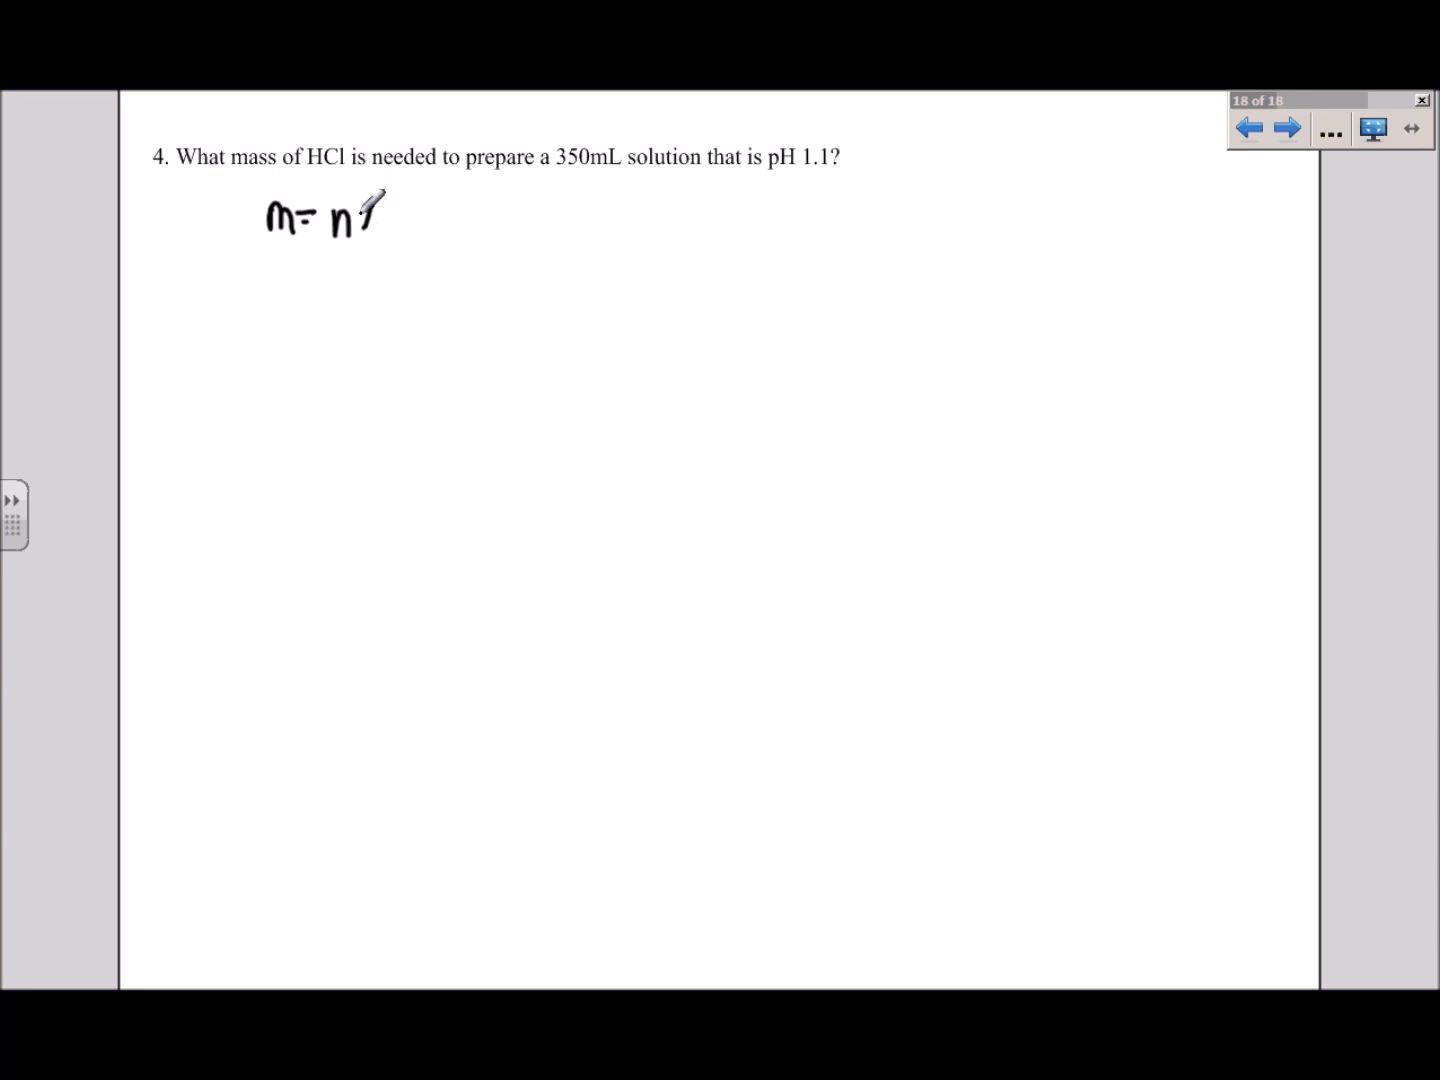 18 of 18
4. What mass of HCl is needed to prepare a 350mL solution that is pH 1.1?
m= n